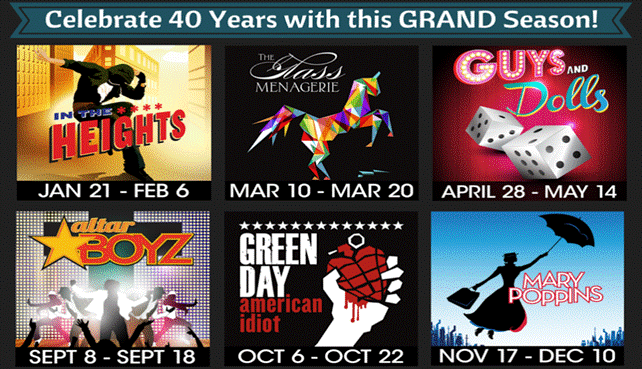 Celebrate 40 Years with this GRAND Season!
IN THE
HEIGHTS
JAN 21 - FEB 6
THE
Glass
MENAGERIE
MAR 10 - MAR 20
GUYS AND
Dolls
APRIL 28 - MAY 14
altar
BOYZ
SEPT 8 - SEPT 18
GREEN
DAY
american
idiot
OCT 6 - OCT 22
MARY
POPPINS
NOV 17 - DEC 10